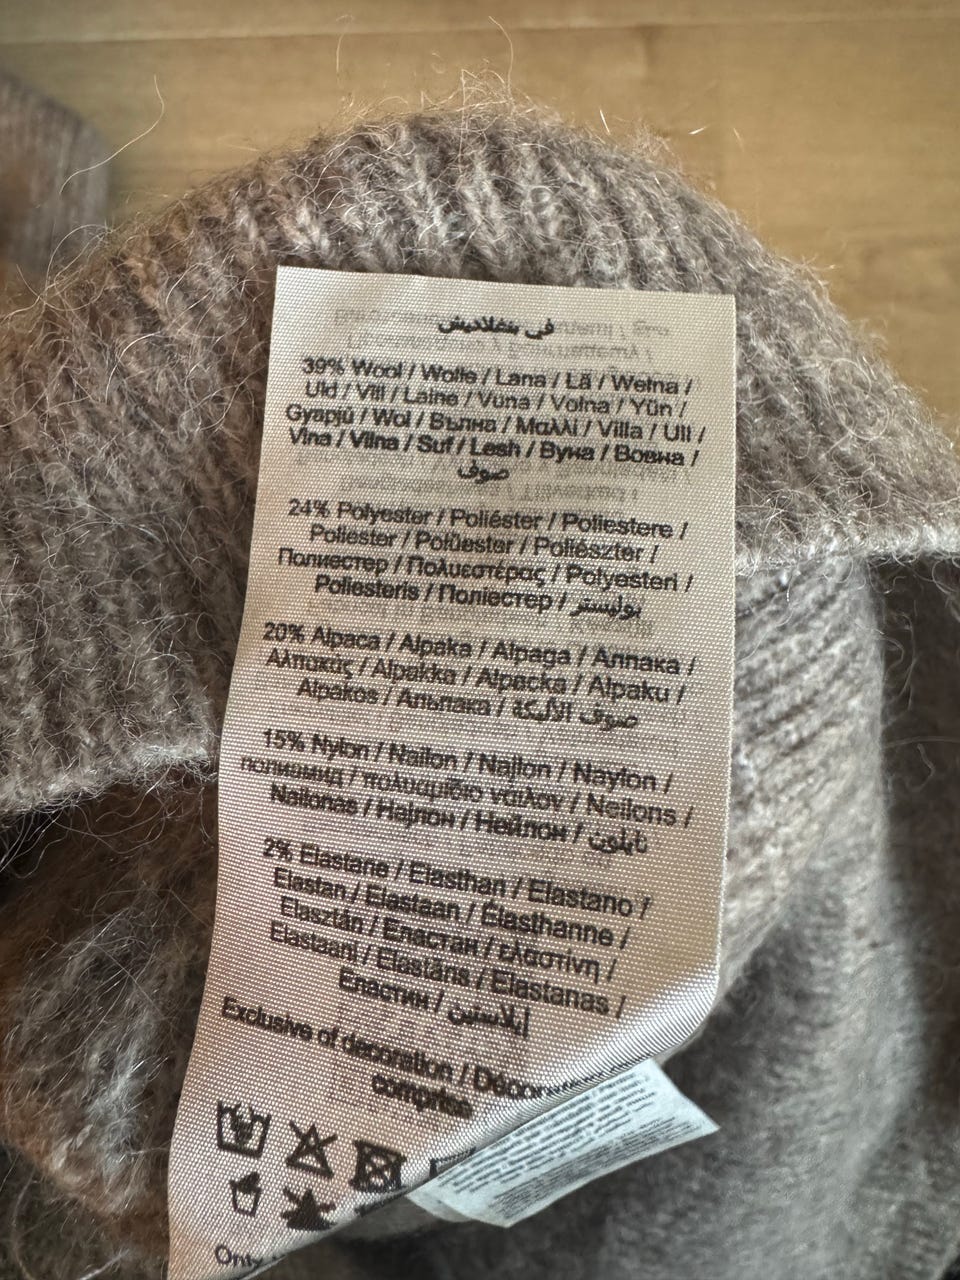 في بنغلاديش
39% Wool / Wolle / Lana / Lã / Wełna /
Uld / Vill / Laine / Vuna / Volna / Yün /
Gyapjú / Wol / Вълна / Μαλλί / Villa / Ull /
Vlna / Vilna / Suf / Lesh / Вуна / Вовна /
صوف
24% Polyester / Poliéster / Poliestere /
Poliester / Polüester / Poliészter /
Полиестер / Πολυεστέρας / Polyesteri /
Poliesteris / Поліестер / بوليستر
20% Alpaca / Alpaka / Alpaga / Алпака /
Αλπακάς / Alpakka / Alpacka / Alpaku /
Alpakos / Альпака / صوف الألبكة
15% Nylon / Nailon / Najlon / Naylon /
полиамид / πολυαμίδιο νάιλον / Neilons /
Nailonas / Најлон / Нейлон / نايلون
2% Elastane / Elasthan / Elastano /
Elastan / Elastaan / Élasthanne /
Elasztán / Еластан / ελαστίνη /
Elastaani / Elastāns / Elastanas /
Еластин / إيلاستين
Exclusive of decoration / Décor
comprise
Only